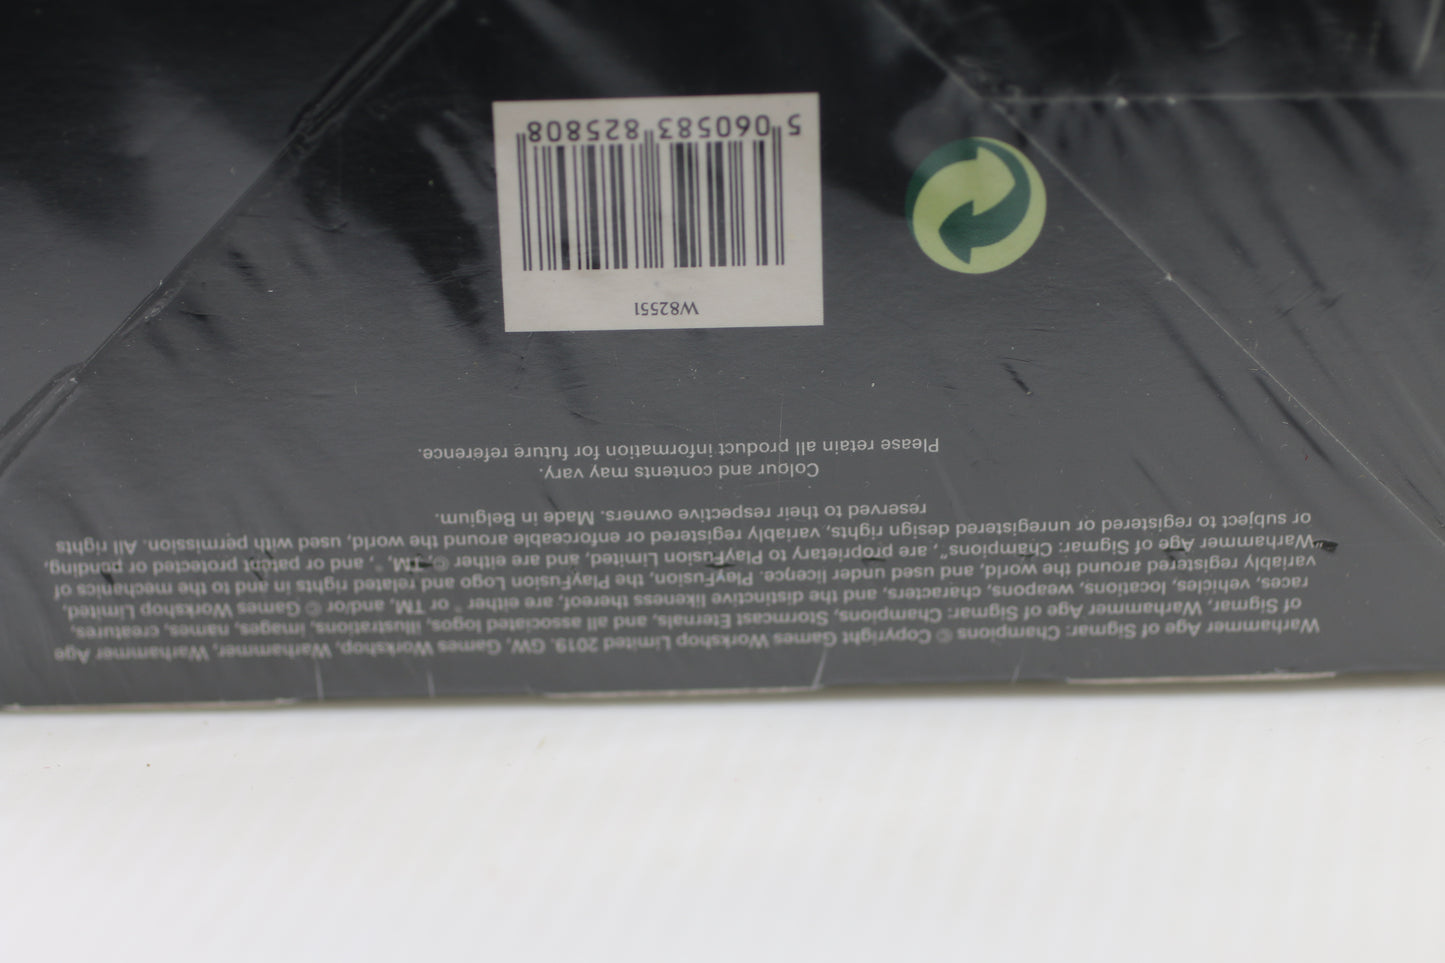 Warhammer Age of Sigmar: Champions © Copyright Games Workshop Limited 2019. GW, Games Workshop, Warhammer, Warhammer Age
of Sigmar, Warhammer Age of Sigmar: Champions, Stormcast Eternals, and all associated logos, illustrations, images, names, creatures,
races, vehicles, locations, weapons, characters, and the distinctive likeness thereof, are either ® or TM, and/or © Games Workshop Limited,
variably registered around the world, and used under licence. PlayFusion, the PlayFusion Logo and related rights in and to the mechanics of
"Warhammer Age of Sigmar: Champions", are proprietary to PlayFusion Limited, and are either ©, TM, ®, and or patent protected or pending,
or subject to registered or unregistered design rights, variably registered or enforceable around the world, used with permission. All rights
reserved to their respective owners. Made in Belgium.
Colour and contents may vary.
Please retain all product information for future reference.
W82551
5 060583 825808